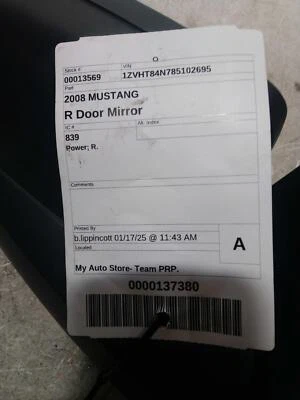 Stock #
VIN
00013569
1ZVHT84N785102695
Part
2008 MUSTANG
R Door Mirror
IC #
Alt. Index
839
Power; R.
Comments
Printed By
b.lippincott 01/17/25 @ 11:43 AM
A
Located
My Auto Store- Team PRP.
0000137380